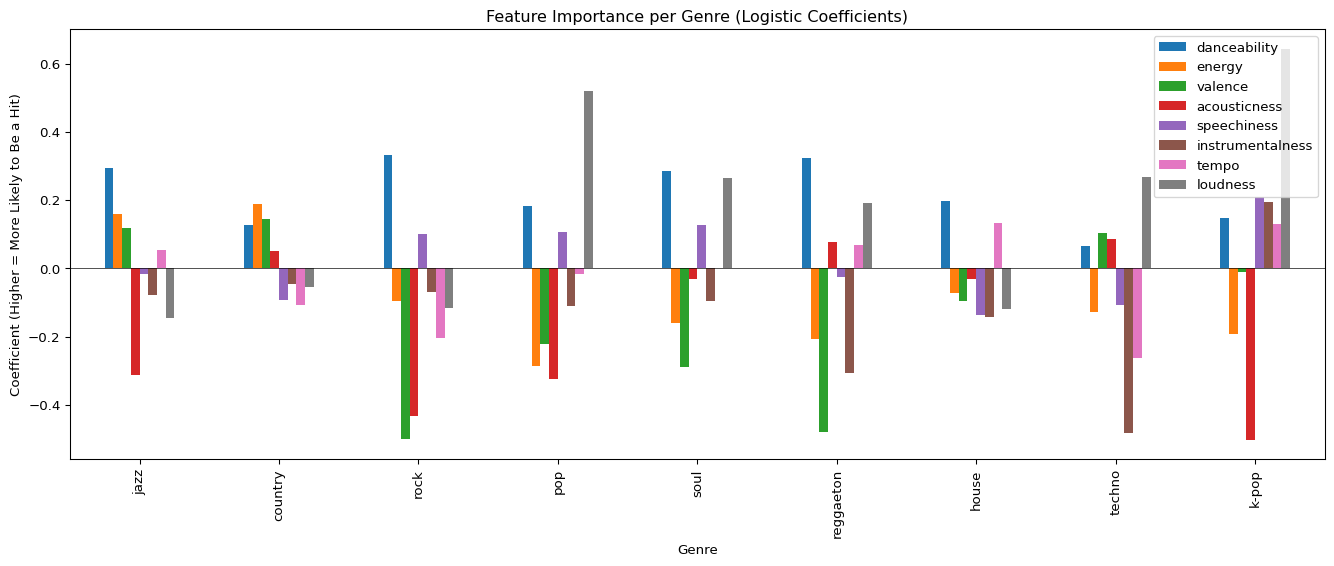 Feature Importance per Genre (Logistic Coefficients)
Coefficient (Higher = More Likely to Be a Hit)
0.6
0.4
0.2
0.0
−0.2
−0.4
danceability
energy
valence
acousticness
speechiness
instrumentalness
tempo
loudness
jazz
country
rock
pop
soul
reggaeton
house
techno
k-pop
Genre